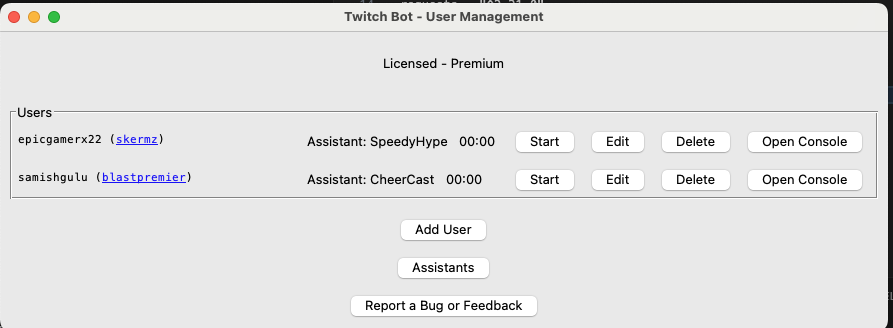 Twitch Bot - User Management
Licensed - Premium
Users
epicgamerx22 (skermz) Assistant: SpeedyHype 00:00 Start Edit Delete Open Console
samishgulu (blastpremier) Assistant: CheerCast 00:00 Start Edit Delete Open Console
Add User
Assistants
Report a Bug or Feedback